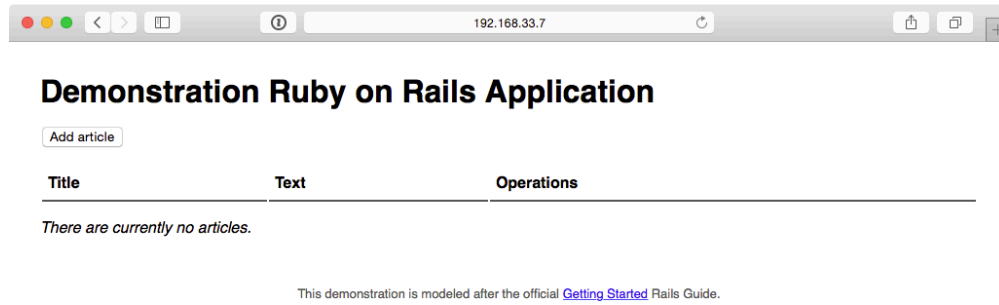 192.168.33.7
Demonstration Ruby on Rails Application
Add article
Title Text Operations
There are currently no articles.
This demonstration is modeled after the official Getting Started Rails Guide.